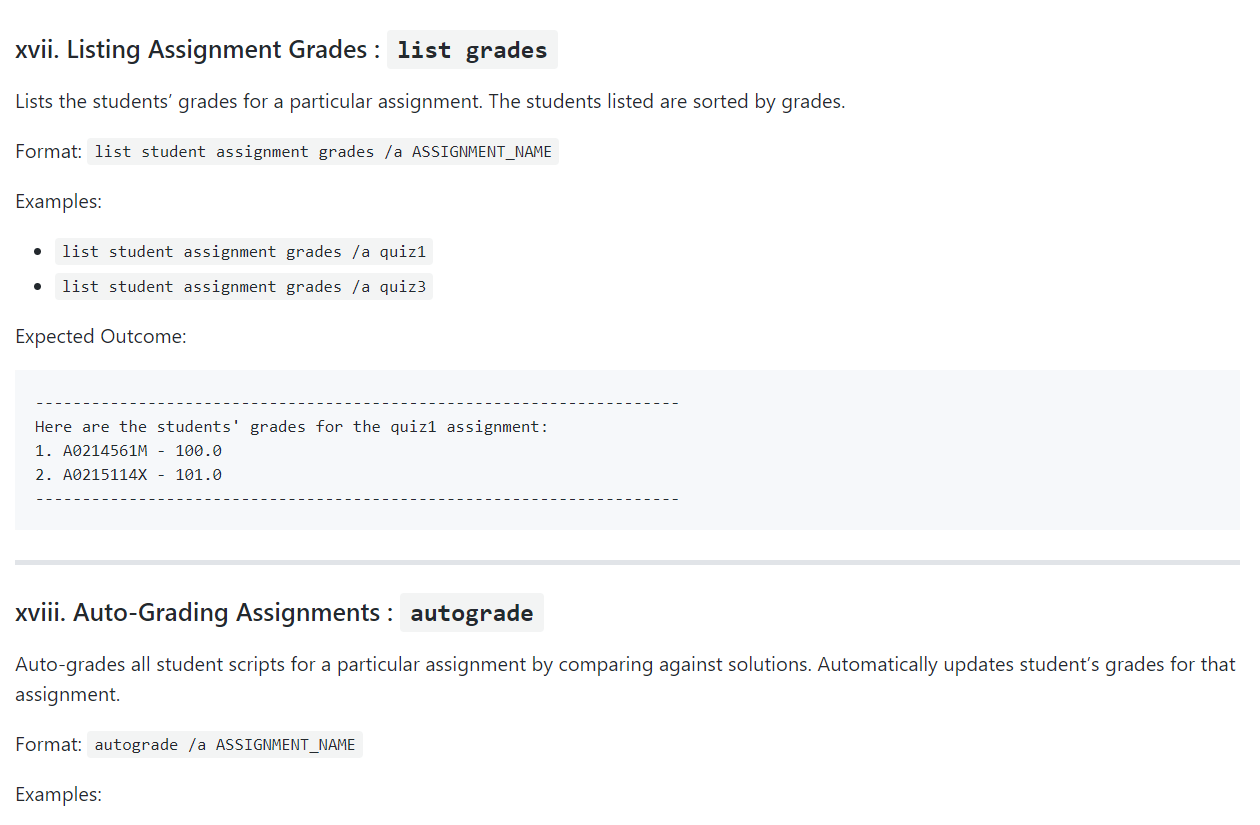 xvii. Listing Assignment Grades : list grades
Lists the students’ grades for a particular assignment. The students listed are sorted by grades.
Format: list student assignment grades /a ASSIGNMENT_NAME
Examples:
• list student assignment grades /a quiz1
• list student assignment grades /a quiz3
Expected Outcome:
---------------------------------------------------------------------
Here are the students' grades for the quiz1 assignment:
1. A0214561M - 100.0
2. A0215114X - 101.0
---------------------------------------------------------------------
xviii. Auto-Grading Assignments : autograde
Auto-grades all student scripts for a particular assignment by comparing against solutions. Automatically updates student’s grades for that
assignment.
Format: autograde /a ASSIGNMENT_NAME
Examples: